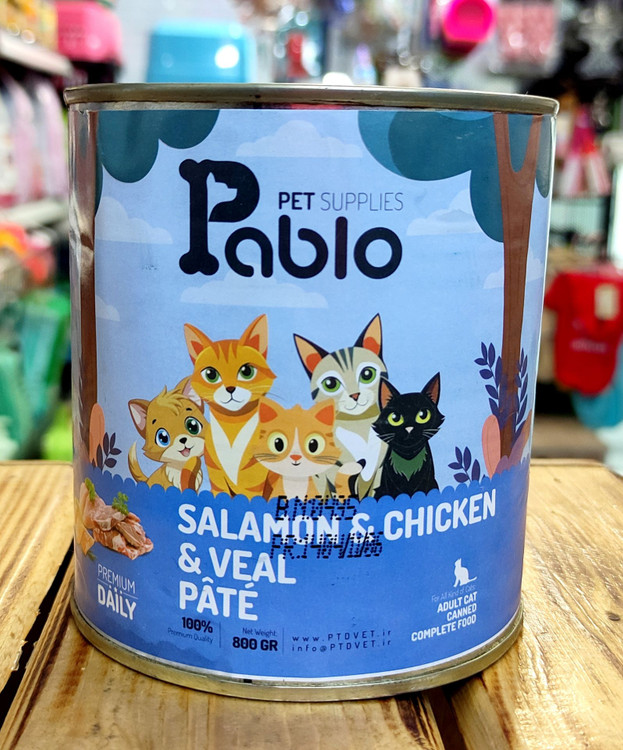 PET SUPPLIES
Pablo
B.N:0495
SALAMON & CHICKEN
& VEAL
PÂTÉ
PREMIUM
DAILY
100%
Premium Quality
Net Weight:
800 GR
www.PTDVET.ir
info@PTDVET.ir
For All Kind of Cats
ADULT CAT
CANNED
COMPLETE FOOD